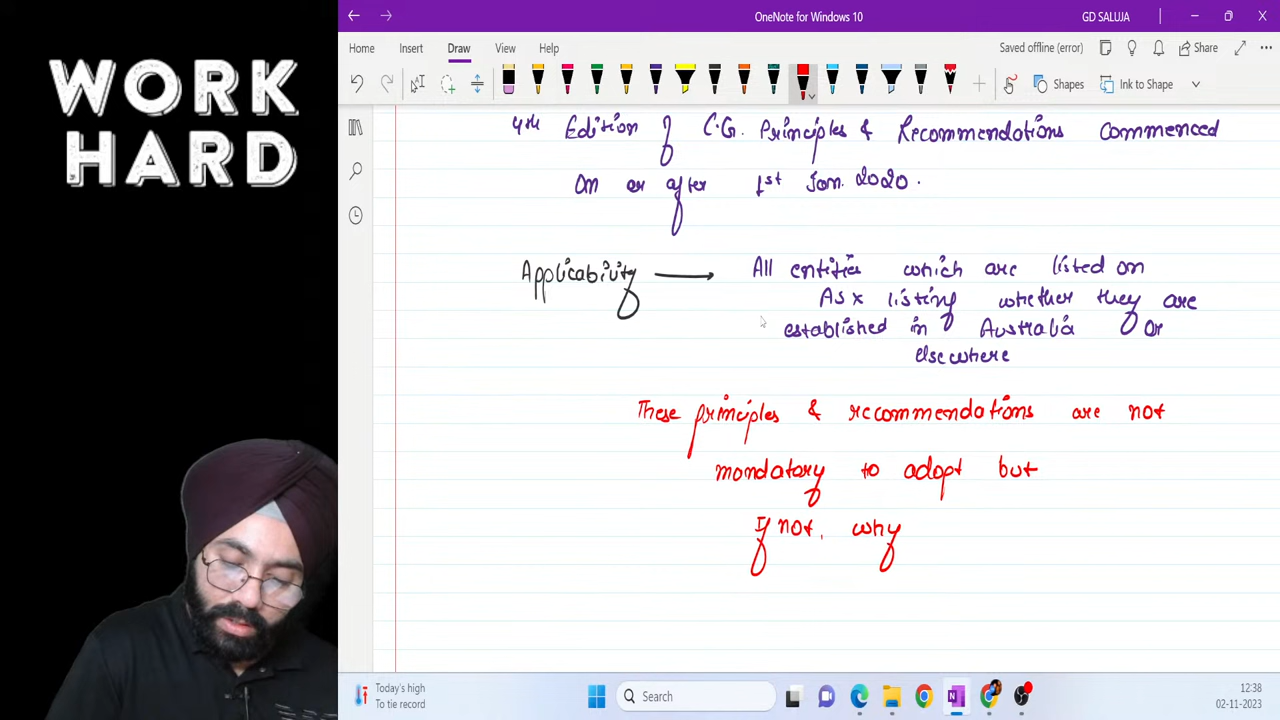 OneNote for Windows 10
GD SALUJA
Home Insert Draw View Help
Saved offline (error)
Share
Shapes
Ink to Shape
WORK
HARD
4th Edition of C.G. Principles & Recommendations Commenced
On or after 1st Jan. 2020.
Applicability
All entities which are listed on
ASX listing whether they are
established in Australia or
elsewhere
These principles & recommendations are not
mandatory to adopt but
If not, why
Today's high
To tie record
Search
12:38
02-11-2023